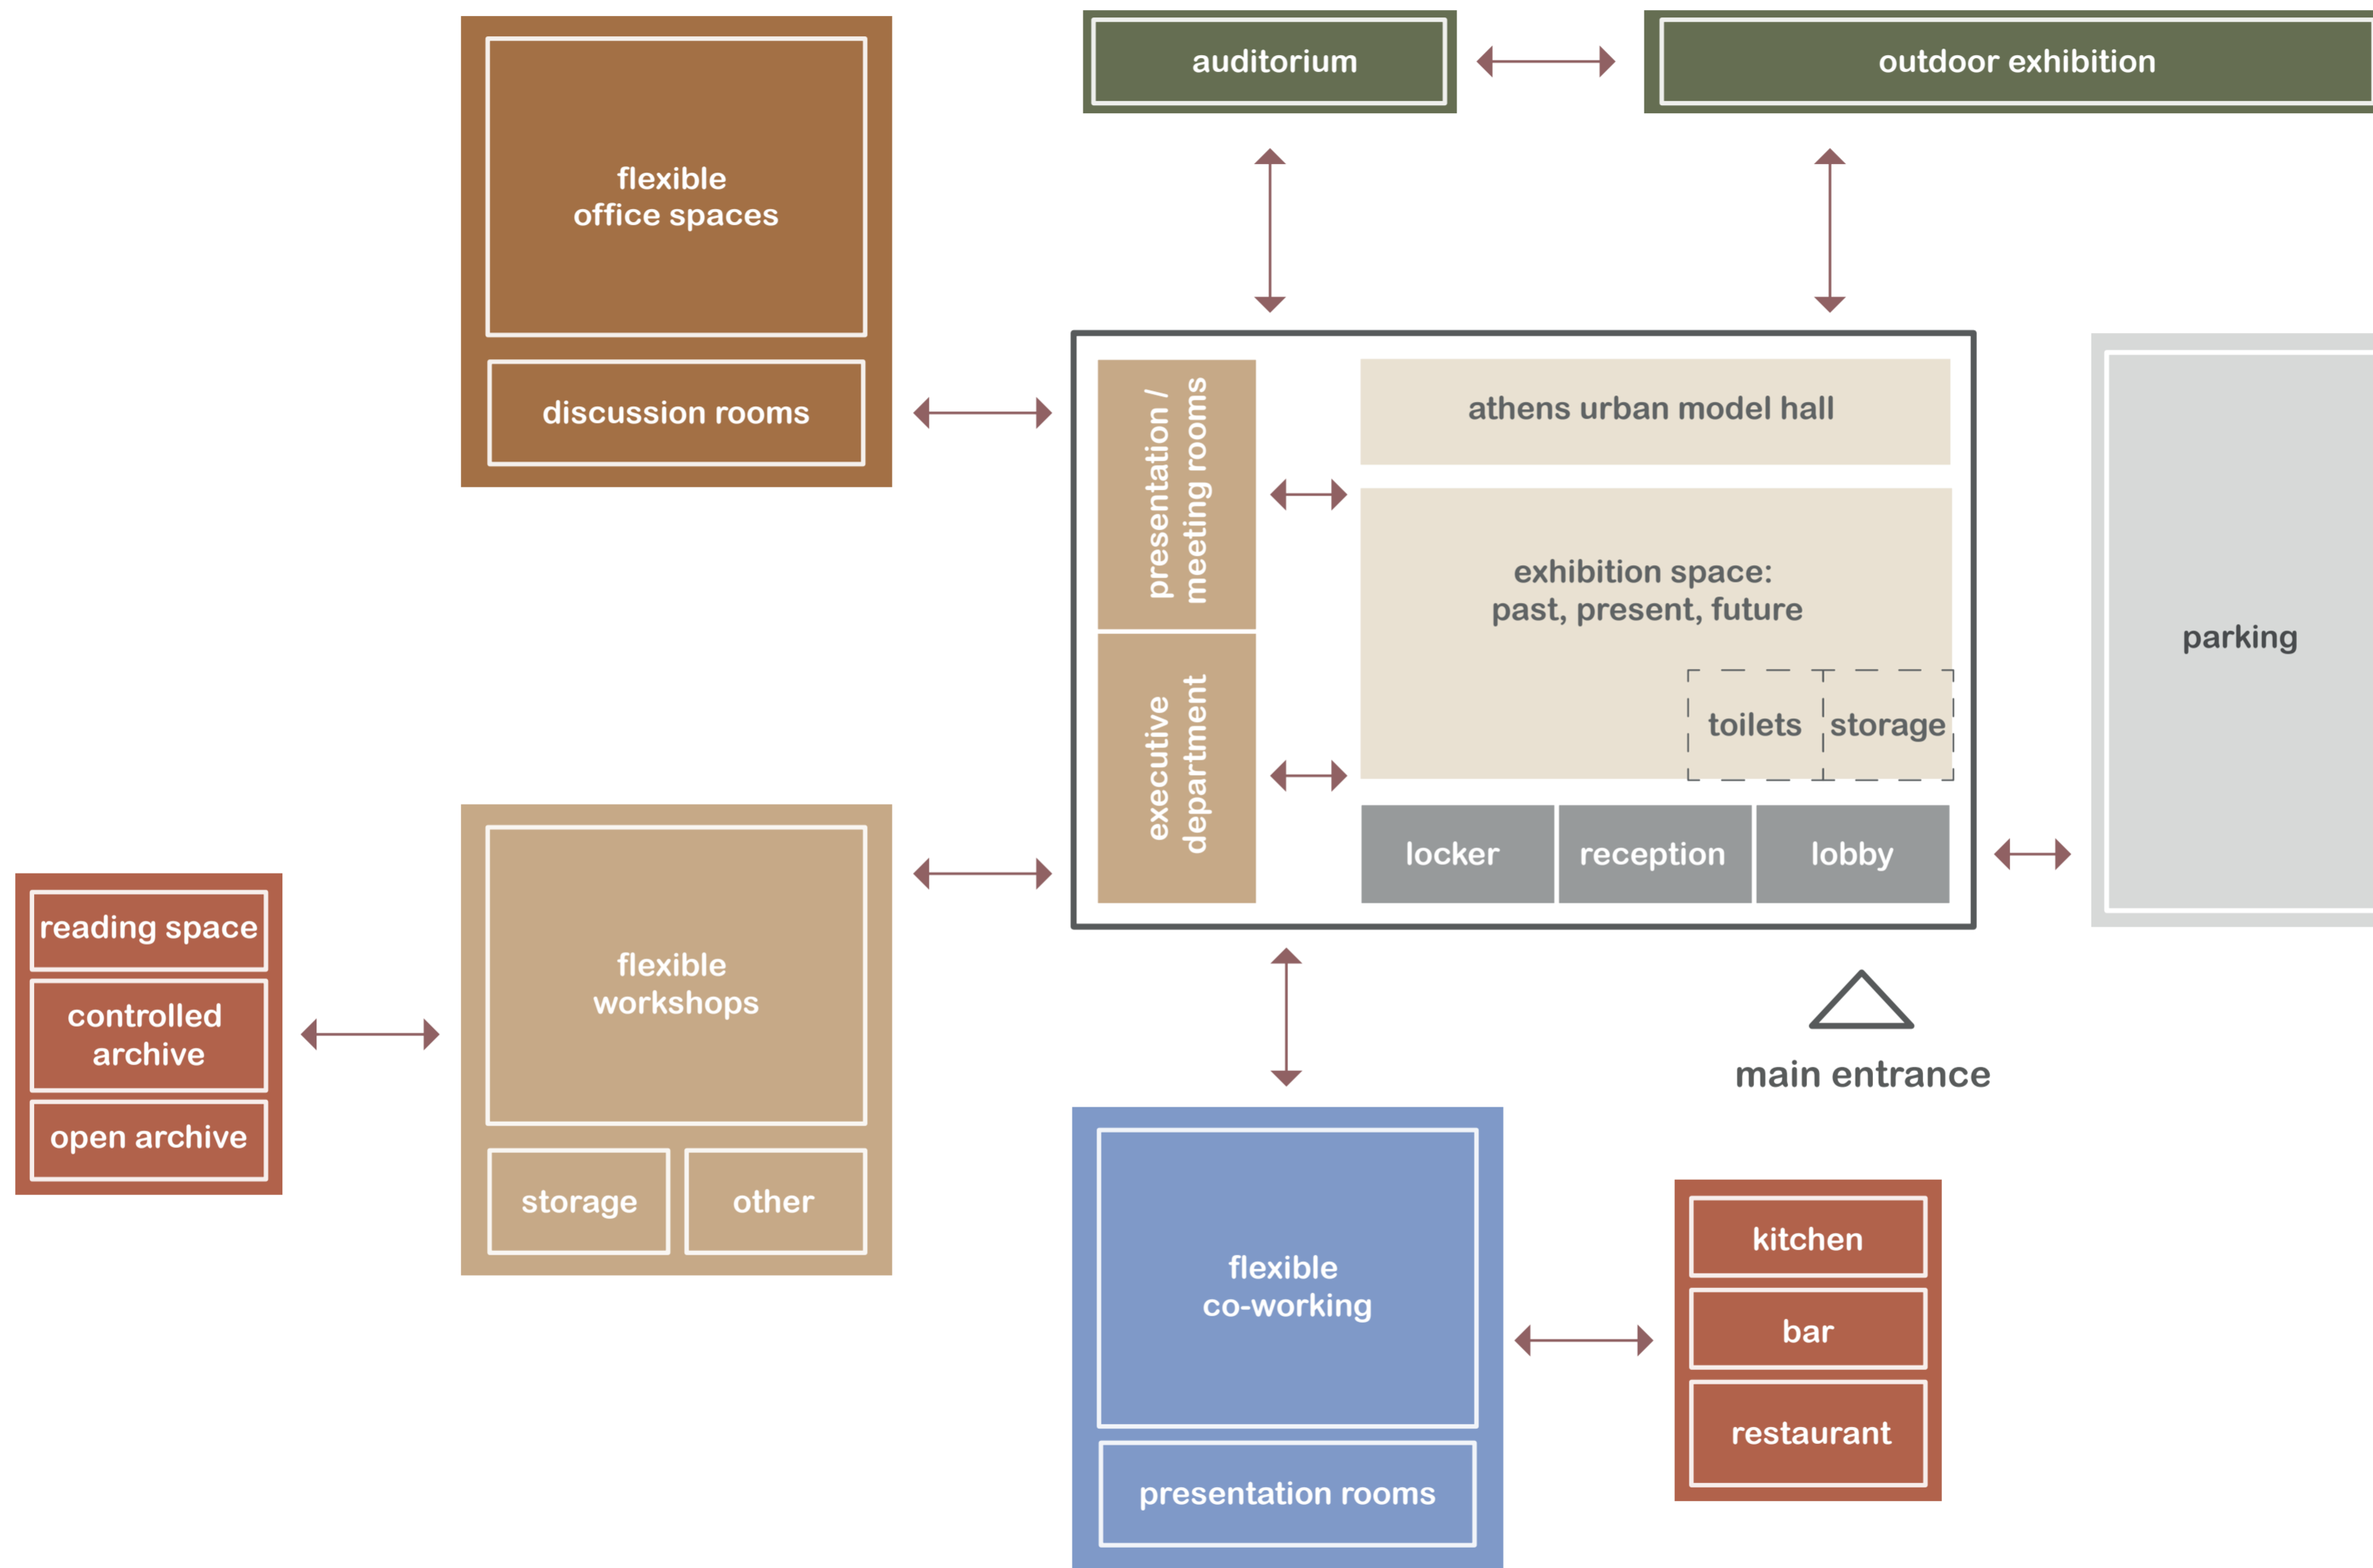 auditorium
outdoor exhibition
flexible
office spaces
discussion rooms
presentation /
meeting rooms
executive
department
athens urban model hall
exhibition space:
past, present, future
toilets
storage
locker
reception
lobby
parking
main entrance
reading space
controlled
archive
open archive
flexible
workshops
storage
other
flexible
co-working
presentation rooms
kitchen
bar
restaurant